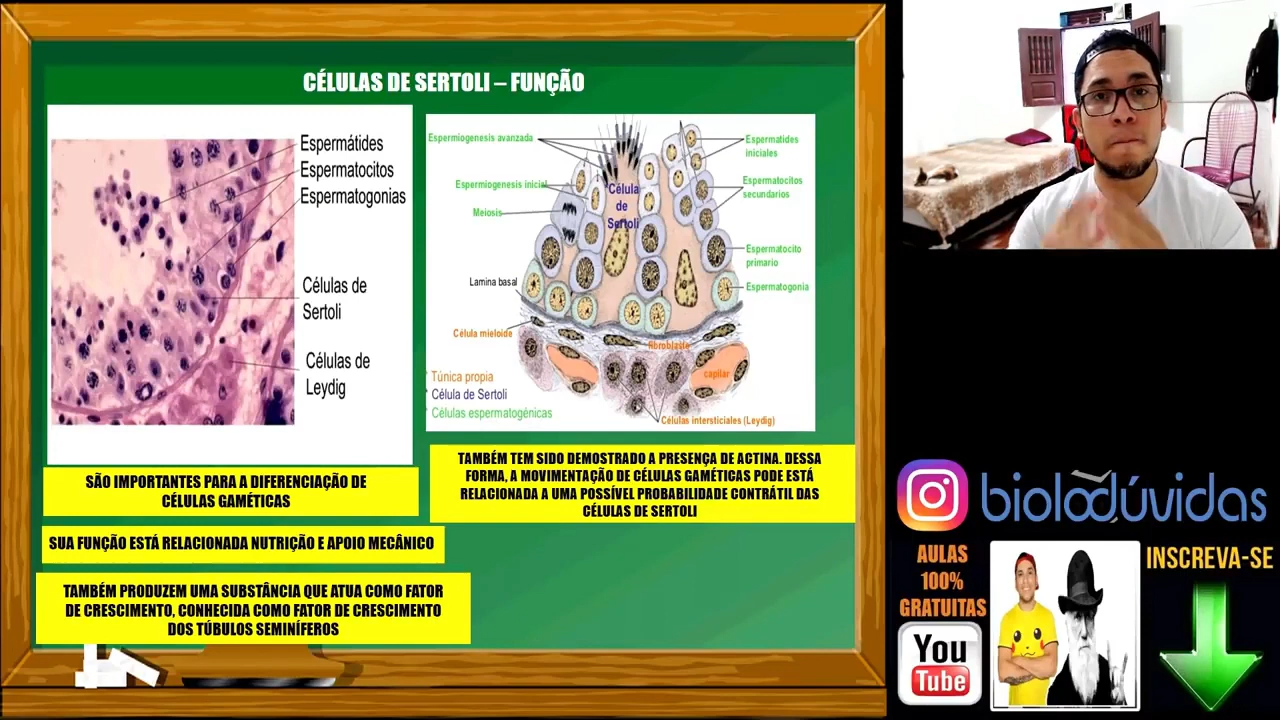 CÉLULAS DE SERTOLI – FUNÇÃO
Espermátides
Espermatocitos
Espermatogonias
Células de
Sertoli
Células de
Leydig
Espermiogenesis avanzada
Espermiogenesis inicial
Meiosis
Lamina basal
Célula mieloide
Célula
de
Sertoli
Espermatides
iniciales
Espermatocitos
secundarios
Espermatocito
primario
Espermatogonia
fibroblasto
capilar
Células intersticiales (Leydig)
* Túnica propia
* Célula de Sertoli
* Células espermatogénicas
SÃO IMPORTANTES PARA A DIFERENCIAÇÃO DE
CÉLULAS GAMÉTICAS
SUA FUNÇÃO ESTÁ RELACIONADA NUTRIÇÃO E APOIO MECÂNICO
TAMBÉM PRODUZEM UMA SUBSTÂNCIA QUE ATUA COMO FATOR
DE CRESCIMENTO, CONHECIDA COMO FATOR DE CRESCIMENTO
DOS TÚBULOS SEMINÍFEROS
TAMBÉM TEM SIDO DEMOSTRADO A PRESENÇA DE ACTINA. DESSA
FORMA, A MOVIMENTAÇÃO DE CÉLULAS GAMÉTICAS PODE ESTÁ
RELACIONADA A UMA POSSÍVEL PROBABILIDADE CONTRÁTIL DAS
CÉLULAS DE SERTOLI
biolodúvidas
AULAS
100%
GRATUITAS
You
Tube
INSCREVA-SE